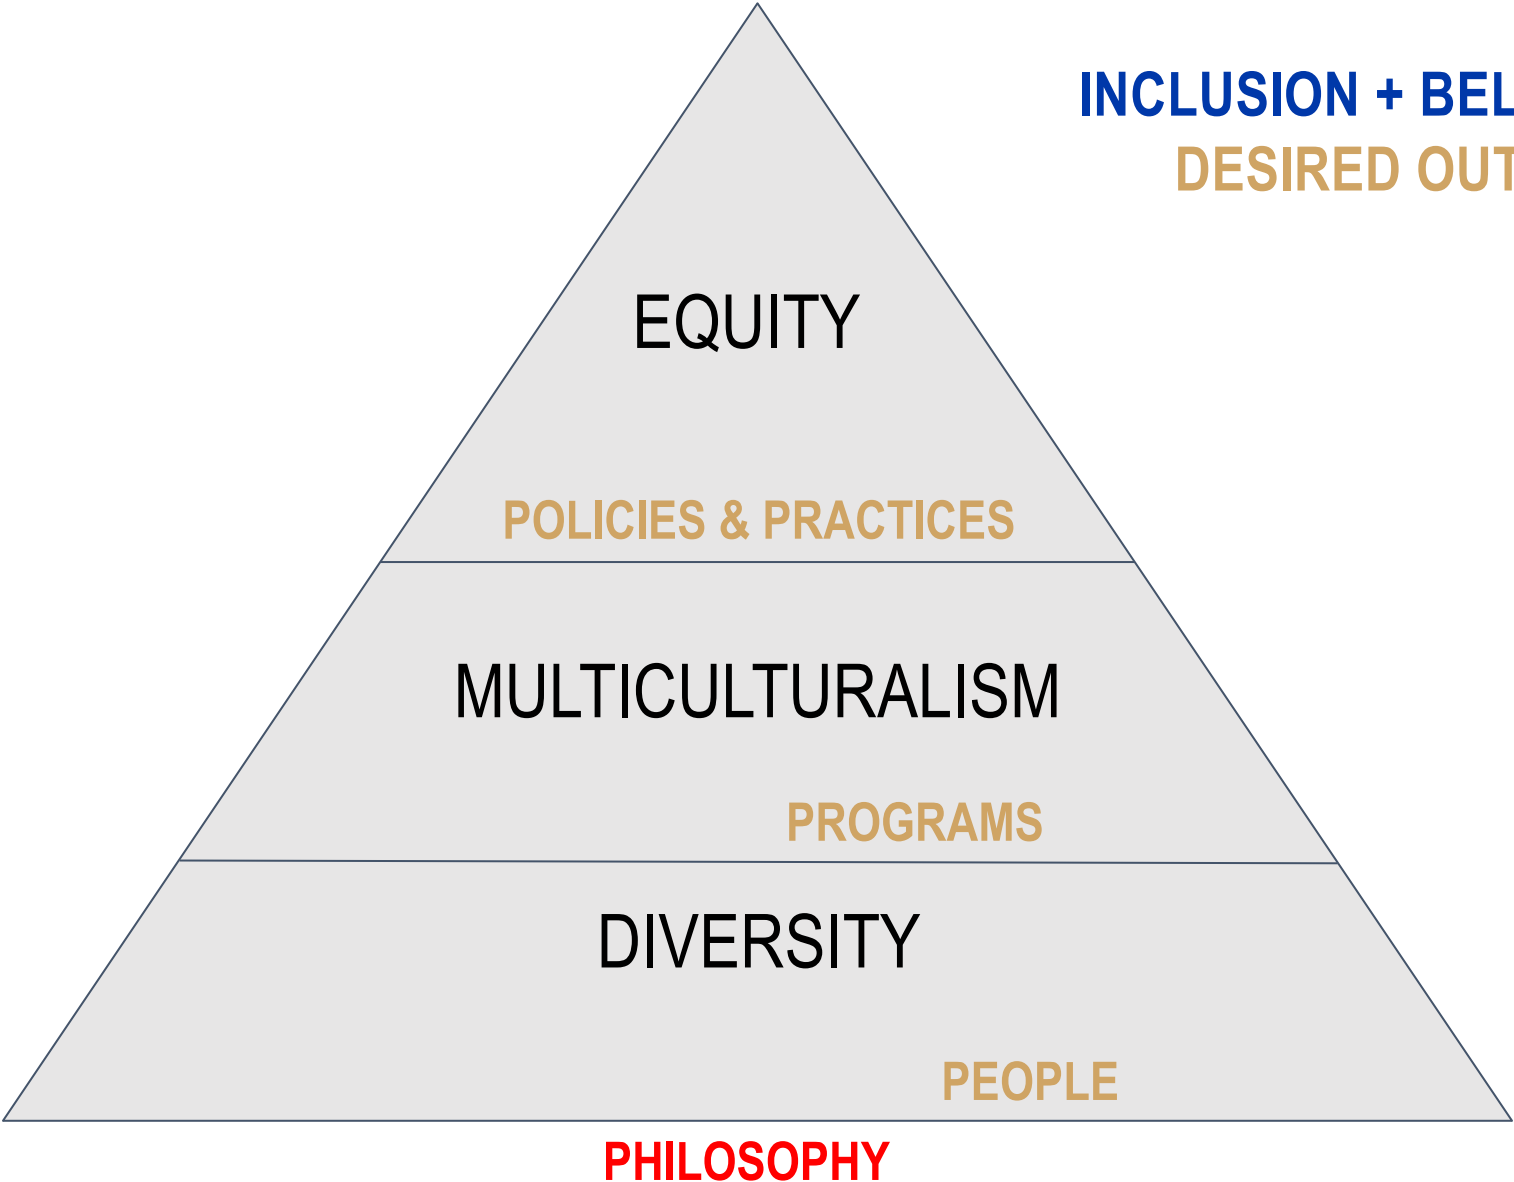 INCLUSION + BEL
DESIRED OUT
EQUITY
POLICIES & PRACTICES
MULTICULTURALISM
PROGRAMS
DIVERSITY
PEOPLE
PHILOSOPHY